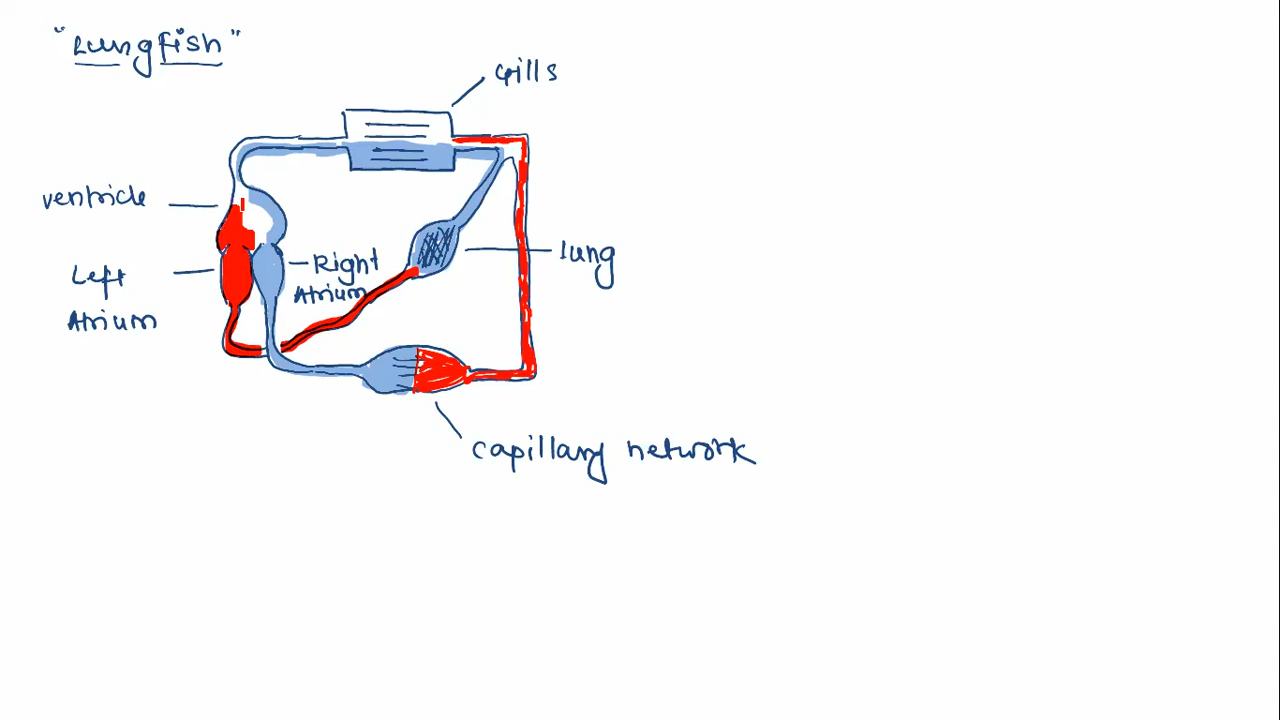 "Lungfish"
Gills
ventricle
Left
Atrium
Right
Atrium
lung
capillary network